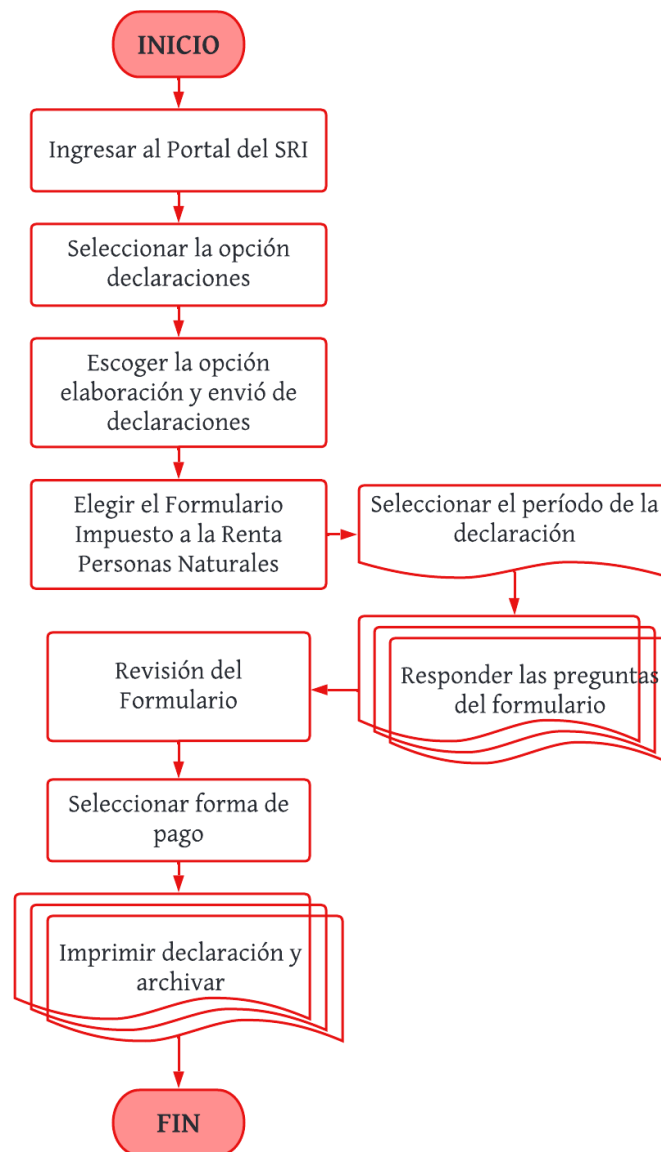 INICIO
Ingresar al Portal del SRI
Seleccionar la opción
declaraciones
Escoger la opción
elaboración y envió de
declaraciones
Elegir el Formulario
Impuesto a la Renta
Personas Naturales
Seleccionar el período de la
declaración
Responder las preguntas
del formulario
Revisión del
Formulario
Seleccionar forma de
pago
Imprimir declaración y
archivar
FIN